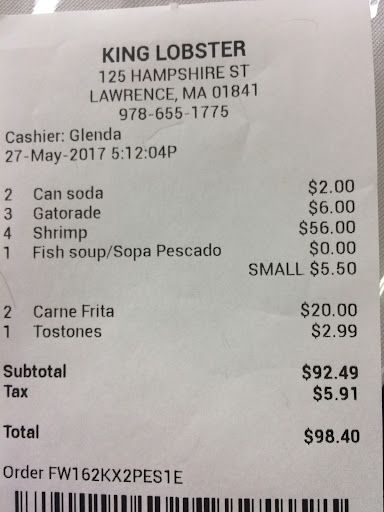 KING LOBSTER
125 HAMPSHIRE ST
LAWRENCE, MA 01841
978-655-1775
Cashier: Glenda
27-May-2017 5:12:04P
2 Can soda $2.00
3 Gatorade $6.00
4 Shrimp $56.00
1 Fish soup/Sopa Pescado $0.00
SMALL $5.50
2 Carne Frita $20.00
1 Tostones $2.99
Subtotal $92.49
Tax $5.91
Total $98.40
Order FW162KX2PES1E